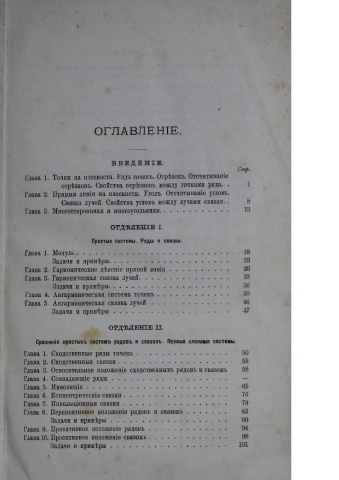 ОГЛАВЛЕНІЕ.
ВВЕДЕНІЕ.
Стр.
Глава 1. Точки на плоскости. Рядъ точекъ. Отрѣзокъ. Отсчитываніе
отрѣзковъ. Свойства отрѣзковъ между точками ряда. . 1
Глава 2. Прямыя линіи на плоскости. Уголъ. Отсчитываніе угловъ.
Связка лучей. Свойства угловъ между лучами связки. . 8
Глава 3. Многосторонники и многоугольники. 13
ОТДѢЛЕНІЕ I.
Простыя системы. Ряды и связки.
Глава 1. Модуль 18
Задачи и примѣры 23
Глава 2. Гармоническое дѣленіе прямой линіи 26
Глава 3. Гармоническая связка лучей 32
Задачи и примѣры 36
Глава 4. Ангармоническая система точекъ 38
Глава 5. Ангармоническая связка лучей 46
Задачи и примѣры 47
ОТДѢЛЕНІЕ II.
Сравненіе простыхъ системъ рядовъ и связокъ. Первыя сложныя системы.
Глава 1. Сходственные ряды точекъ 50
Глава 2. Сходственныя связки 55
Глава 3. Относительное положеніе сходственныхъ рядовъ и связокъ 58
Глава 4. Совпадающіе ряды
Глава 5. Инволюція 65
Глава 6. Концентрическія связки 76
Глава 7. Инволюціонныя связки 79
Глава 8. Перспективное положеніе рядовъ и связокъ 83
Задачи и примѣры 90
Глава 9. Проективное положеніе рядовъ 94
Глава 10. Проективное положеніе связокъ 98
Задачи и примѣры 101